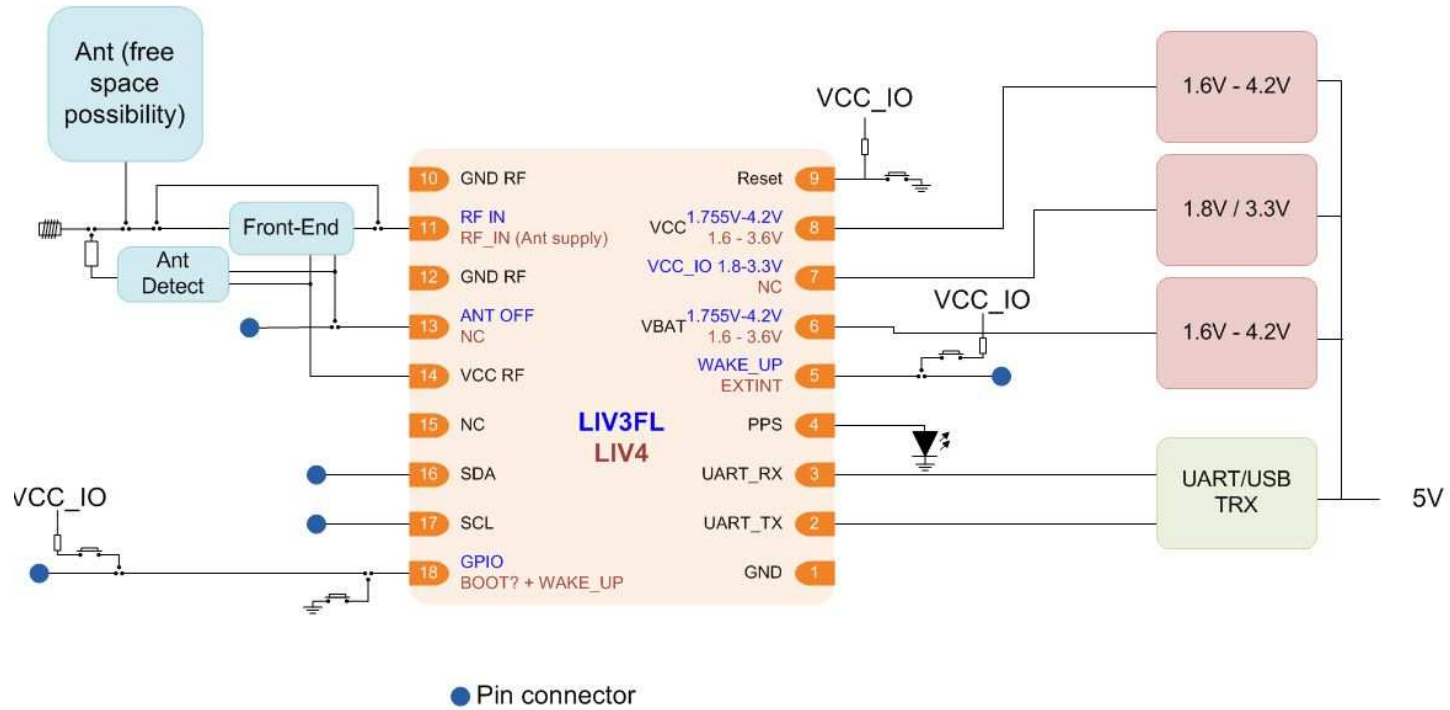 Ant (free
space
possibility)
Front-End
Ant
Detect
VCC_IO
10 GND RF
11 RF IN
RF_IN (Ant supply)
12 GND RF
13 ANT OFF
NC
14 VCC RF
15 NC
16 SDA
17 SCL
18 GPIO
BOOT? + WAKE_UP
LIV3FL
LIV4
VCC_IO
Reset 9
VCC 1.755V-4.2V 8
1.6 - 3.6V
VCC_IO 1.8-3.3V 7
NC
VBAT 1.755V-4.2V 6
1.6 - 3.6V
WAKE_UP 5
EXTINT
PPS 4
UART_RX 3
UART_TX 2
GND 1
VCC_IO
1.6V - 4.2V
1.8V / 3.3V
1.6V - 4.2V
UART/USB
TRX
5V
Pin connector